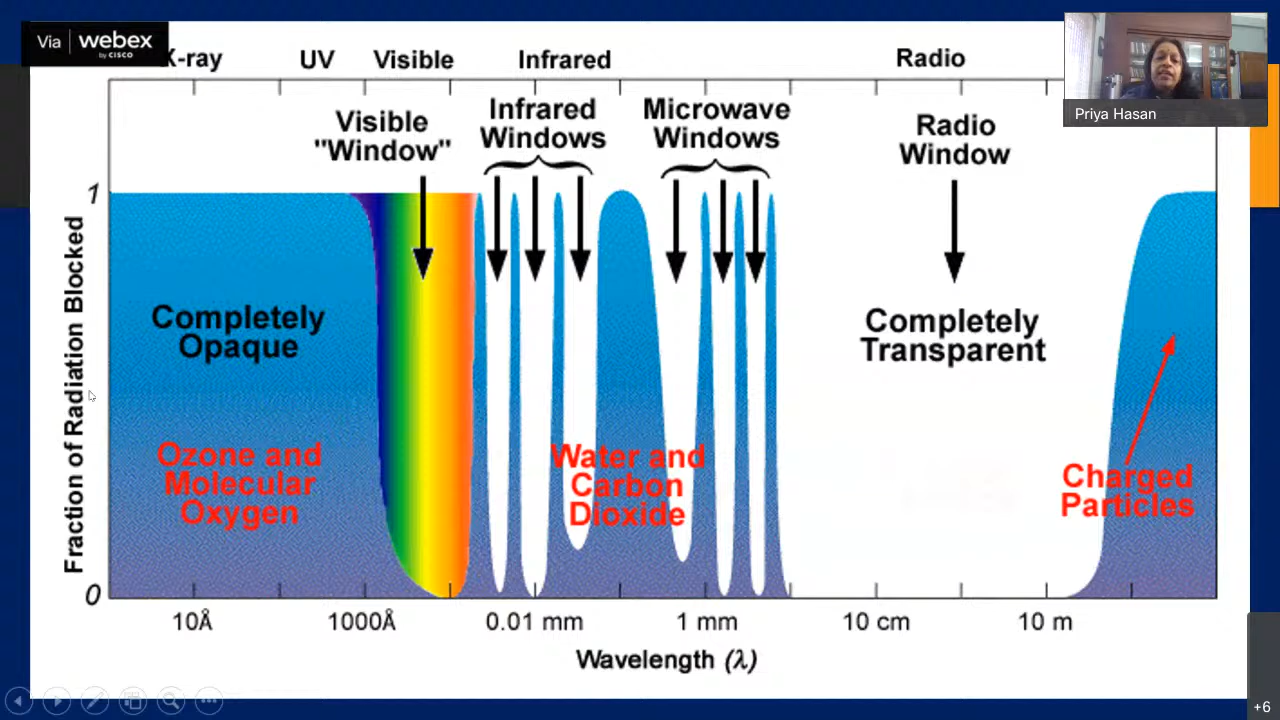 Via webex
by CISCO
X-ray UV Visible Infrared Radio
Priya Hasan
Visible
"Window"
Infrared
Windows
Microwave
Windows
Radio
Window
1
Fraction of Radiation Blocked
Completely
Opaque
Completely
Transparent
Ozone and
Molecular
Oxygen
Water and
Carbon
Dioxide
Charged
Particles
0
10Å 1000Å 0.01 mm 1 mm 10 cm 10 m
Wavelength (λ)
+6